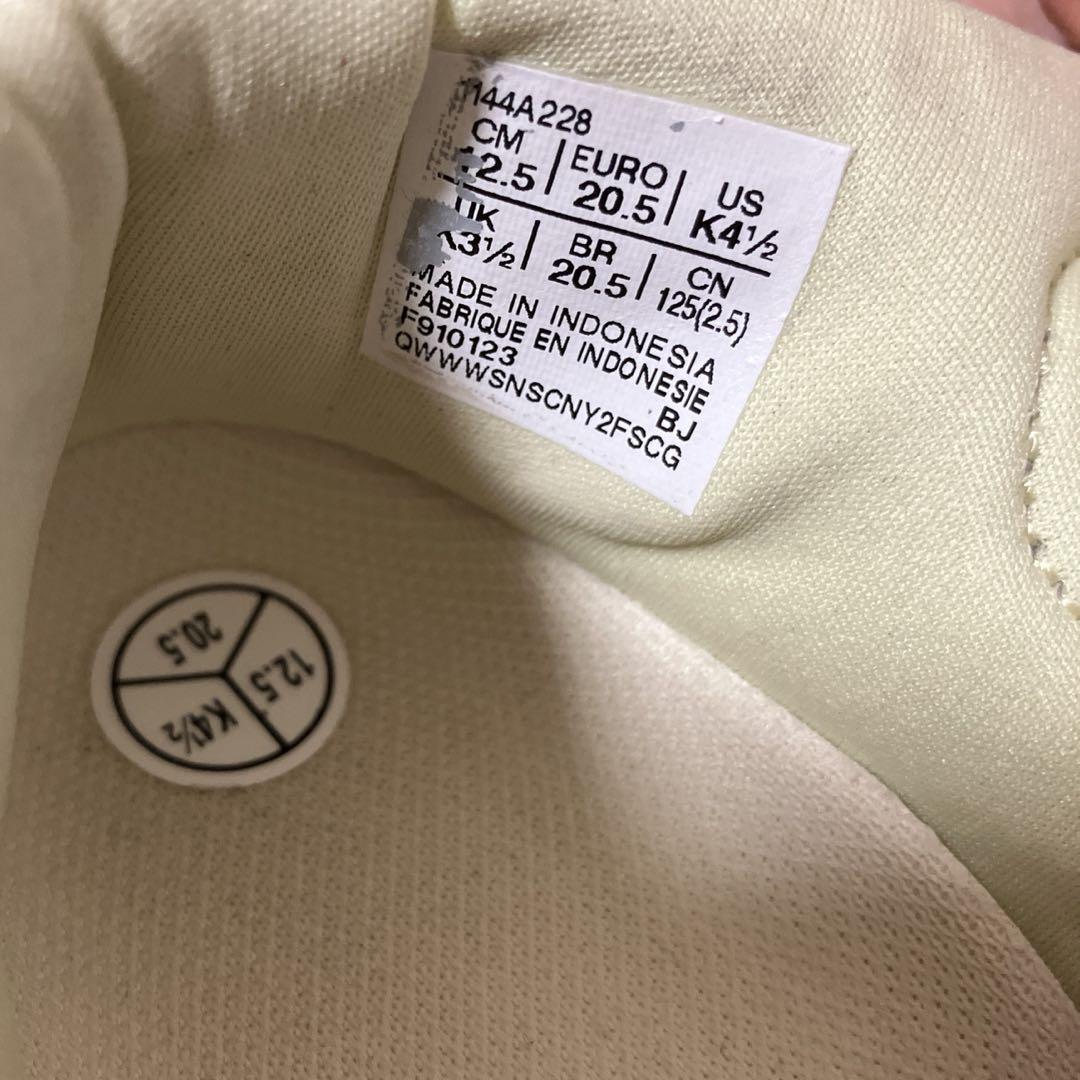 1144A228
CM EURO US
12.5 20.5 K4½
UK BR CN
K3½ 20.5 125(2.5)
MADE IN INDONESIA
FABRIQUE EN INDONESIE
F910123 BJ
QWWWSNSCNY2FSCG
20.5
12.5
K4½